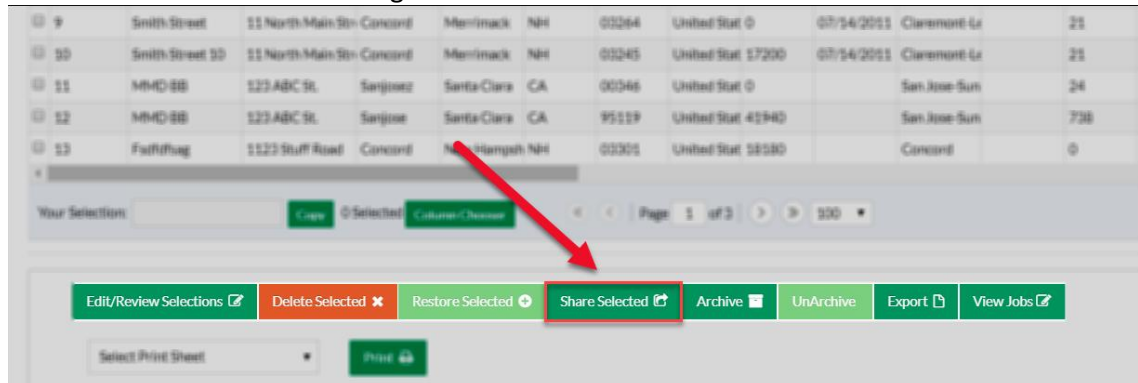 9 Smith Street 11 North Main Str Concord Merrimack NH 03264 United Stat 0 07/14/2011 Claremont-Le 21
10 Smith Street 10 11 North Main Str Concord Merrimack NH 03245 United Stat 17200 07/14/2011 Claremont-Le 21
11 MMD BB 123 ABC St. Sanjosez Santa Clara CA 00346 United Stat 0 San Jose-Sun 24
12 MMD BB 123 ABC St. Sanjose Santa Clara CA 95119 United Stat 41940 San Jose-Sun 738
13 1123 Stuff Road Concord New Hampsh NH 03301 United Stat 18180 Concord 0
Your Selection: Copy 0 Selected Column Chooser Page 1 of 3 100
Edit/Review Selections Delete Selected Restore Selected Share Selected Archive UnArchive Export View Jobs
Select Print Sheet Print